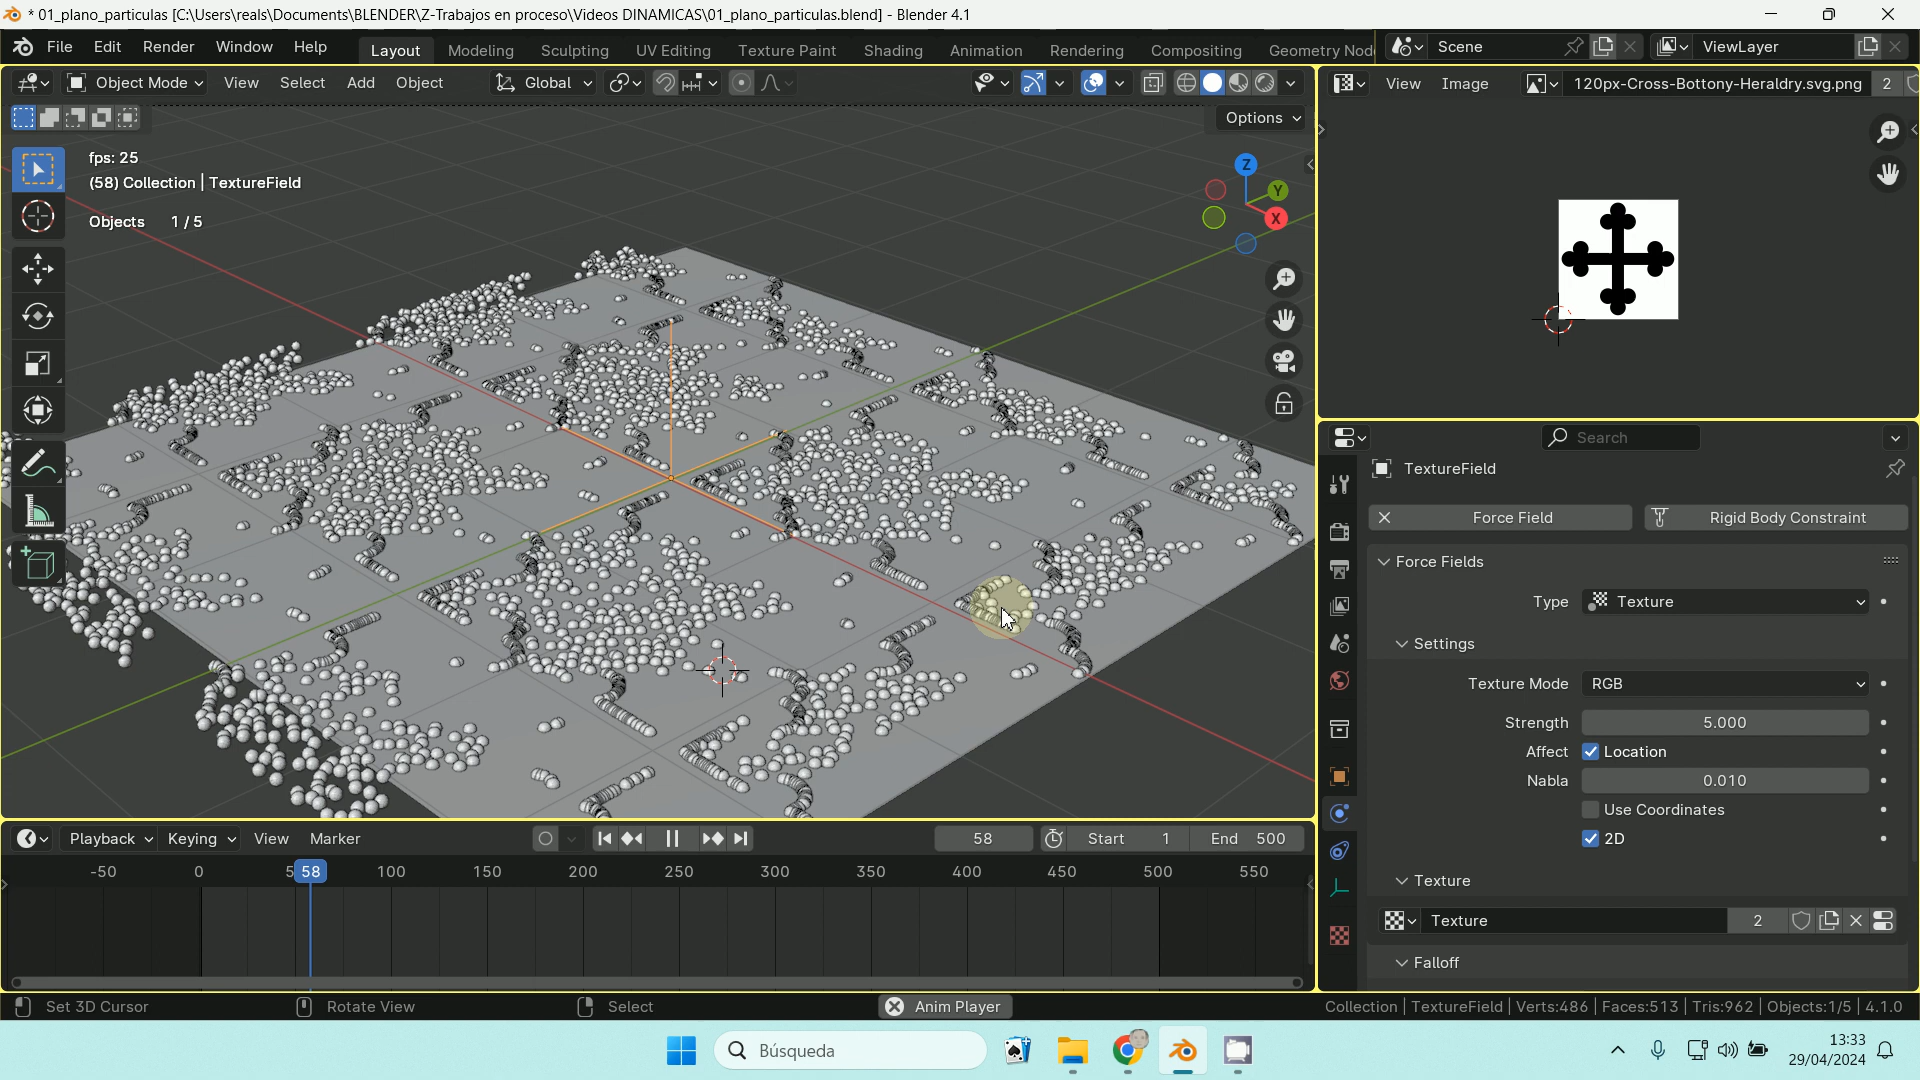 * 01_plano_particulas [C:\Users\reals\Documents\BLENDER\Z-Trabajos en proceso\Videos DINAMICAS\01_plano_particulas.blend] - Blender 4.1
File Edit Render Window Help Layout Modeling Sculpting UV Editing Texture Paint Shading Animation Rendering Compositing Geometry Nod Scene ViewLayer
Object Mode View Select Add Object Global
View Image 120px-Cross-Bottony-Heraldry.svg.png 2
Options
fps: 25
(58) Collection | TextureField
Objects 1/5
Z
Y
X
Search
TextureField
Force Field Rigid Body Constraint
Force Fields
Type Texture
Settings
Texture Mode RGB
Strength 5.000
Affect Location
Nabla 0.010
Use Coordinates
2D
Texture
Texture 2
Falloff
Playback Keying View Marker 58 Start 1 End 500
-50 0 5 58 100 150 200 250 300 350 400 450 500 550
Set 3D Cursor Rotate View Select Anim Player Collection | TextureField | Verts:486 | Faces:513 | Tris:962 | Objects:1/5 | 4.1.0
Búsqueda
13:33
29/04/2024